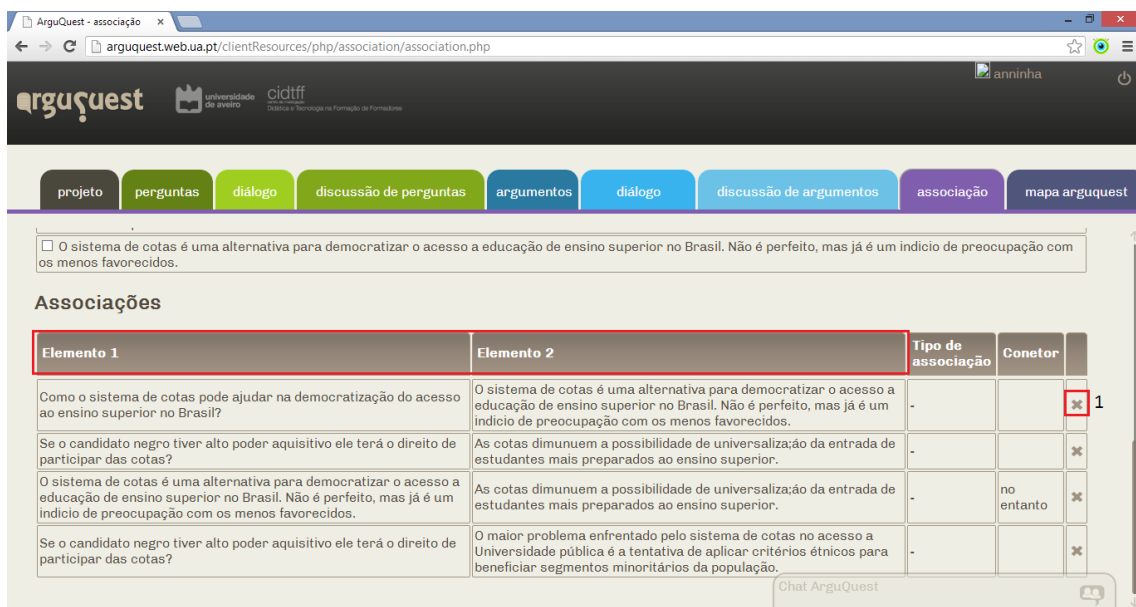 ArguQuest - associação
arguquest.web.ua.pt/clientResources/php/association/association.php
anninha
arguquest
universidade
de aveiro
cidtff
Didática e Tecnologia na Formação de Formadores
projeto
perguntas
diálogo
discussão de perguntas
argumentos
diálogo
discussão de argumentos
associação
mapa arguquest
O sistema de cotas é uma alternativa para democratizar o acesso a educação de ensino superior no Brasil. Não é perfeito, mas já é um indicio de preocupação com
os menos favorecidos.
Associações
Elemento 1
Elemento 2
Tipo de
associação
Conetor
Como o sistema de cotas pode ajudar na democratização do acesso
ao ensino superior no Brasil?
O sistema de cotas é uma alternativa para democratizar o acesso a
educação de ensino superior no Brasil. Não é perfeito, mas já é um
indicio de preocupação com os menos favorecidos.
-
1
Se o candidato negro tiver alto poder aquisitivo ele terá o direito de
participar das cotas?
As cotas dimunuem a possibilidade de universaliza;áo da entrada de
estudantes mais preparados ao ensino superior.
-
O sistema de cotas é uma alternativa para democratizar o acesso a
educação de ensino superior no Brasil. Não é perfeito, mas já é um
indicio de preocupação com os menos favorecidos.
As cotas dimunuem a possibilidade de universaliza;áo da entrada de
estudantes mais preparados ao ensino superior.
-
no
entanto
Se o candidato negro tiver alto poder aquisitivo ele terá o direito de
participar das cotas?
O maior problema enfrentado pelo sistema de cotas no acesso a
Universidade pública é a tentativa de aplicar critérios étnicos para
beneficiar segmentos minoritários da população.
-
Chat ArguQuest